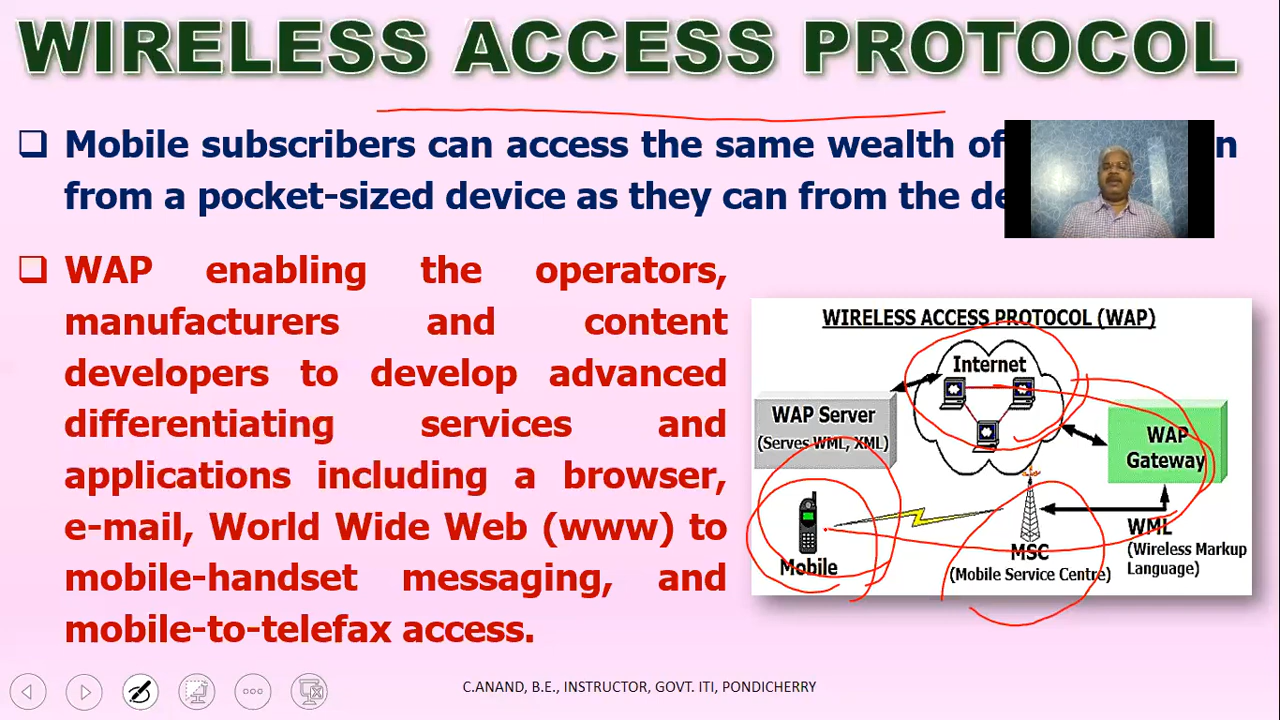 WIRELESS ACCESS PROTOCOL
Mobile subscribers can access the same wealth of n
from a pocket-sized device as they can from the de
WAP enabling the operators,
manufacturers and content
developers to develop advanced
differentiating services and
applications including a browser,
e-mail, World Wide Web (www) to
mobile-handset messaging, and
mobile-to-telefax access.
WIRELESS ACCESS PROTOCOL (WAP)
Internet
WAP Server
(Serves WML, XML)
WAP
Gateway
Mobile
MSC
(Mobile Service Centre)
WML
(Wireless Markup
Language)
C.ANAND, B.E., INSTRUCTOR, GOVT. ITI, PONDICHERRY